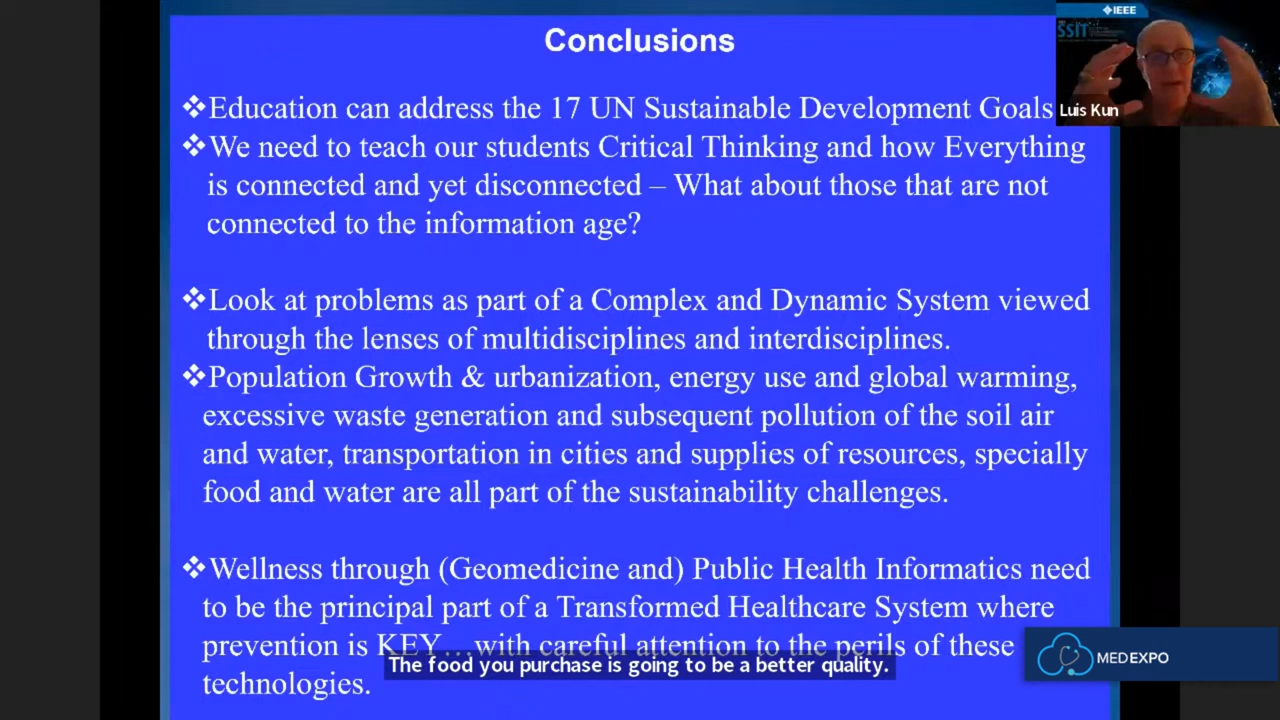 Conclusions
❖Education can address the 17 UN Sustainable Development Goals
❖We need to teach our students Critical Thinking and how Everything
is connected and yet disconnected – What about those that are not
connected to the information age?
❖Look at problems as part of a Complex and Dynamic System viewed
through the lenses of multidisciplines and interdisciplines.
❖Population Growth & urbanization, energy use and global warming,
excessive waste generation and subsequent pollution of the soil air
and water, transportation in cities and supplies of resources, specially
food and water are all part of the sustainability challenges.
❖Wellness through (Geomedicine and) Public Health Informatics need
to be the principal part of a Transformed Healthcare System where
prevention is KEY…with careful attention to the perils of these
technologies.
The food you purchase is going to be a better quality.
IEEE
SSIT
Luis Kun
MEDEXPO